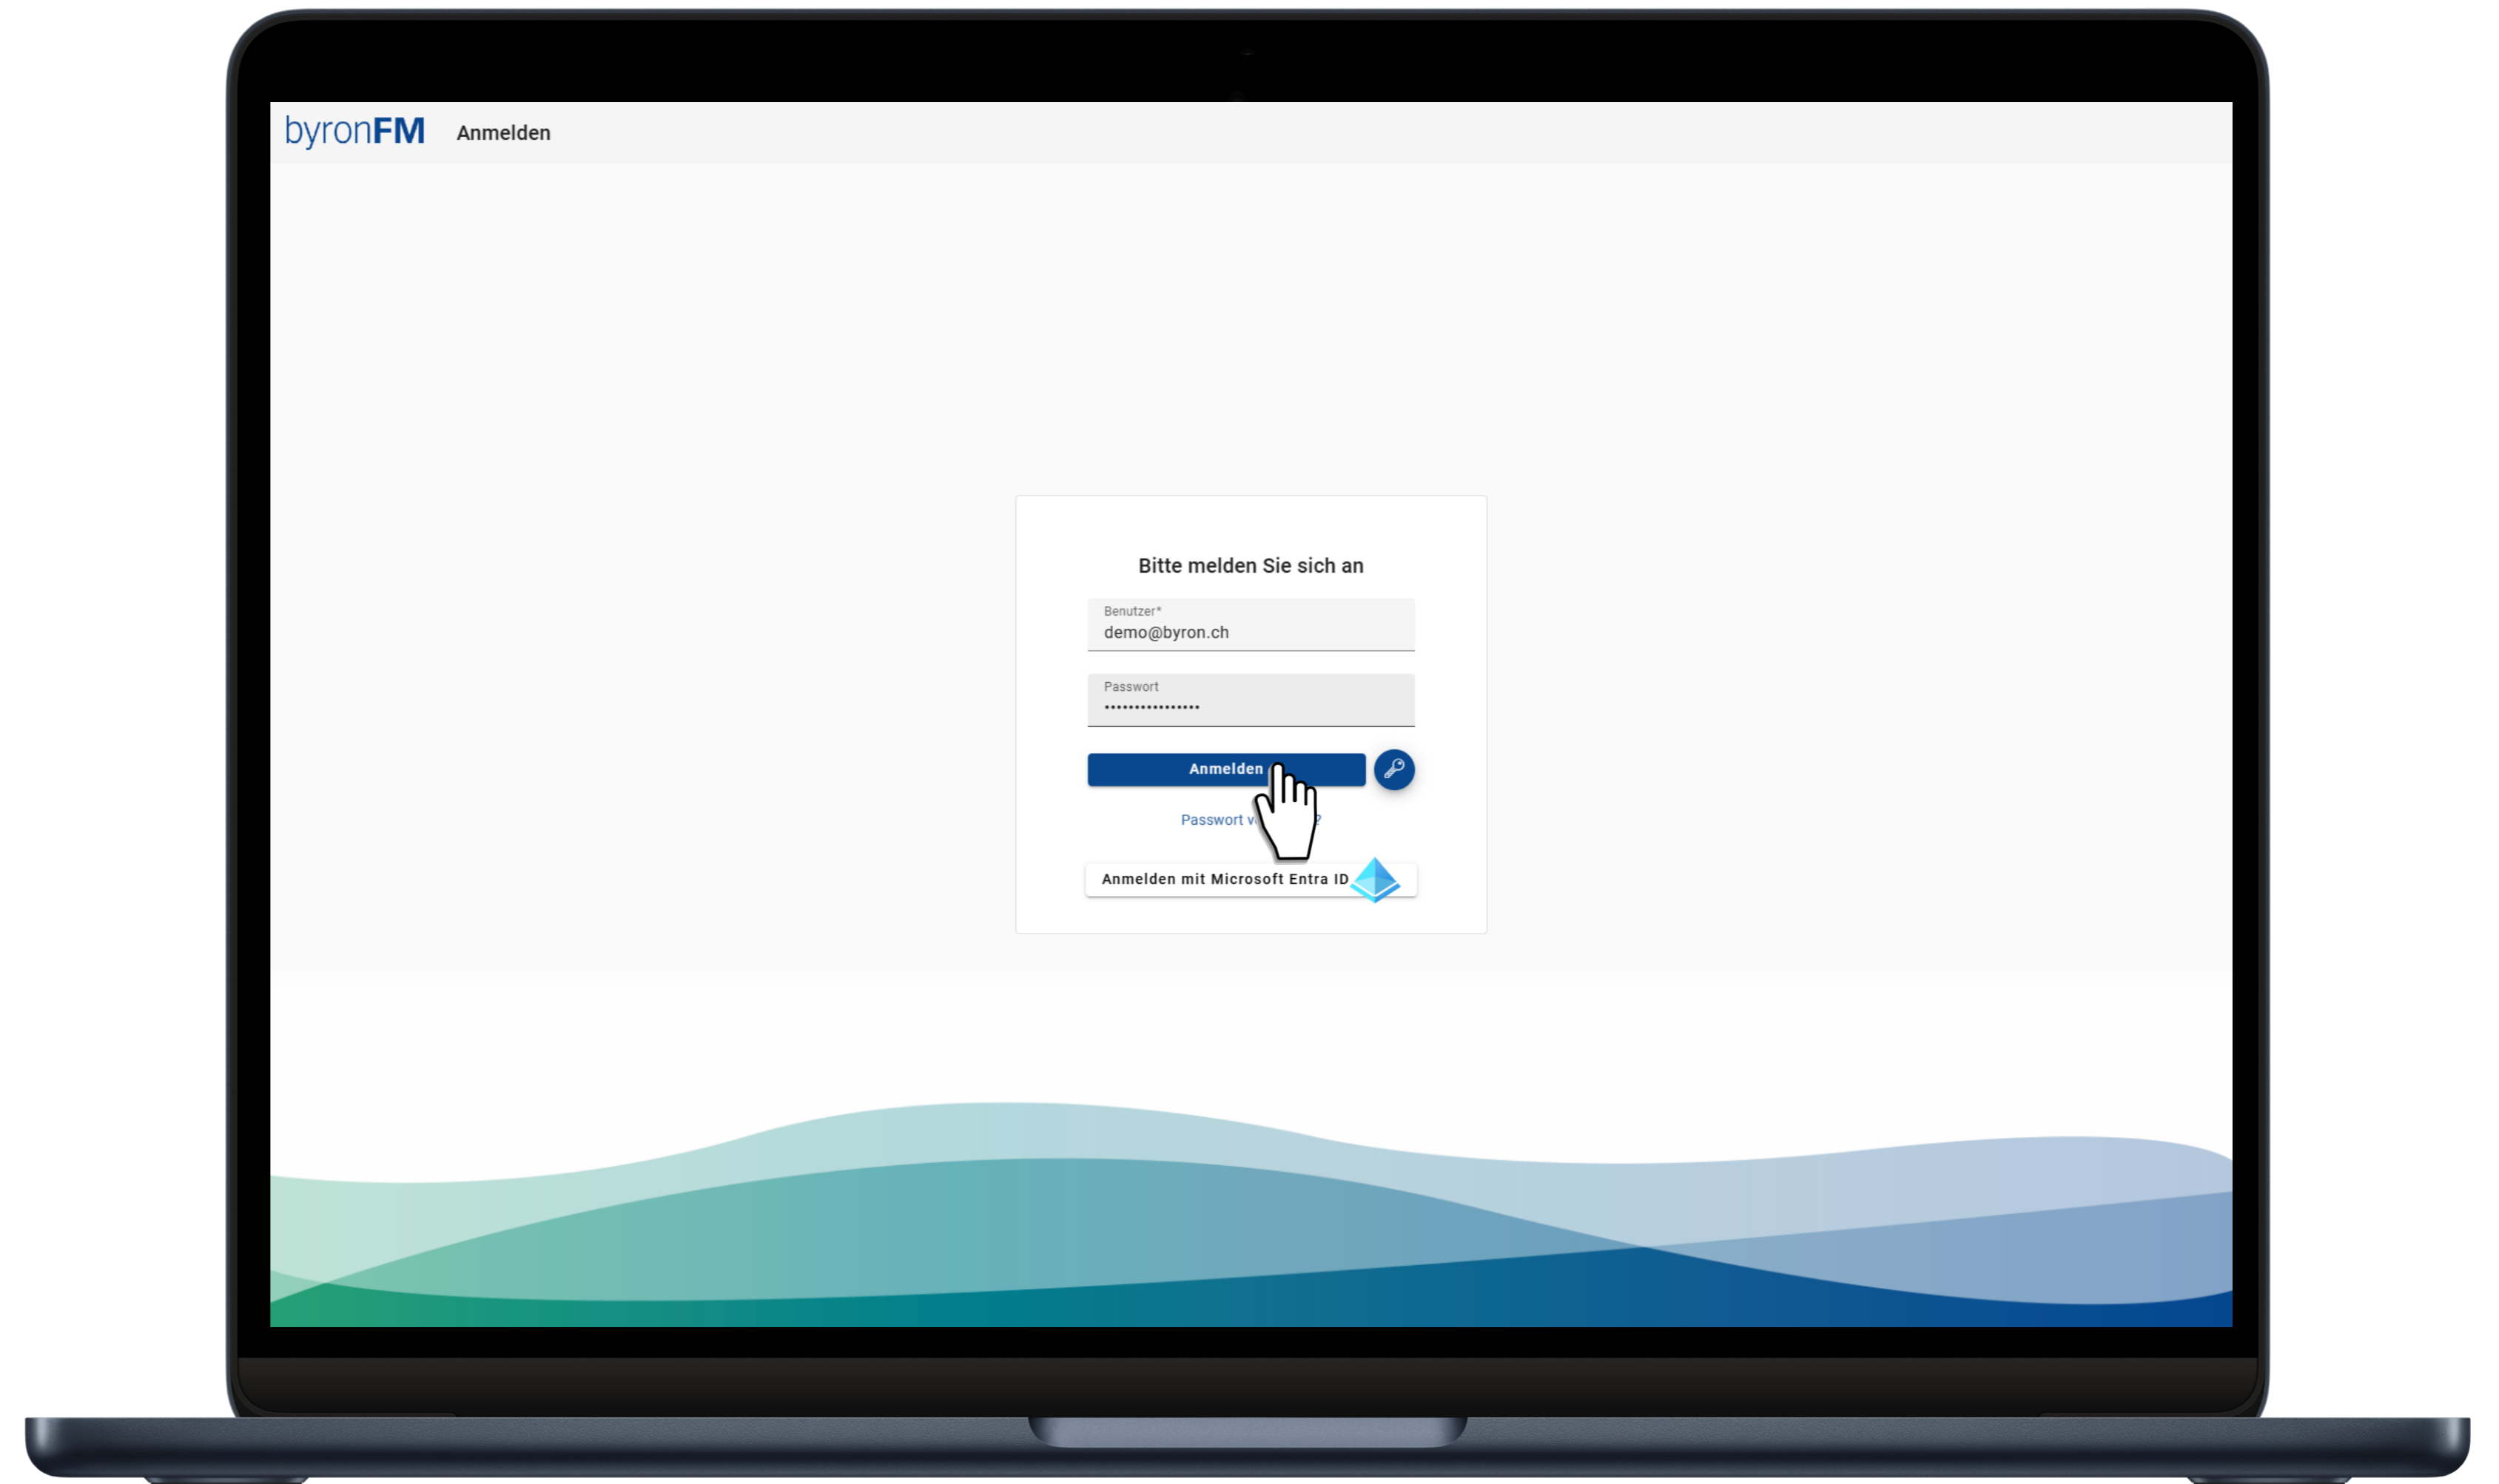 byronFM Anmelden
Bitte melden Sie sich an
Benutzer*
demo@byron.ch
Passwort
••••••••••••••••
Anmelden
Passwort
Anmelden mit Microsoft Entra ID